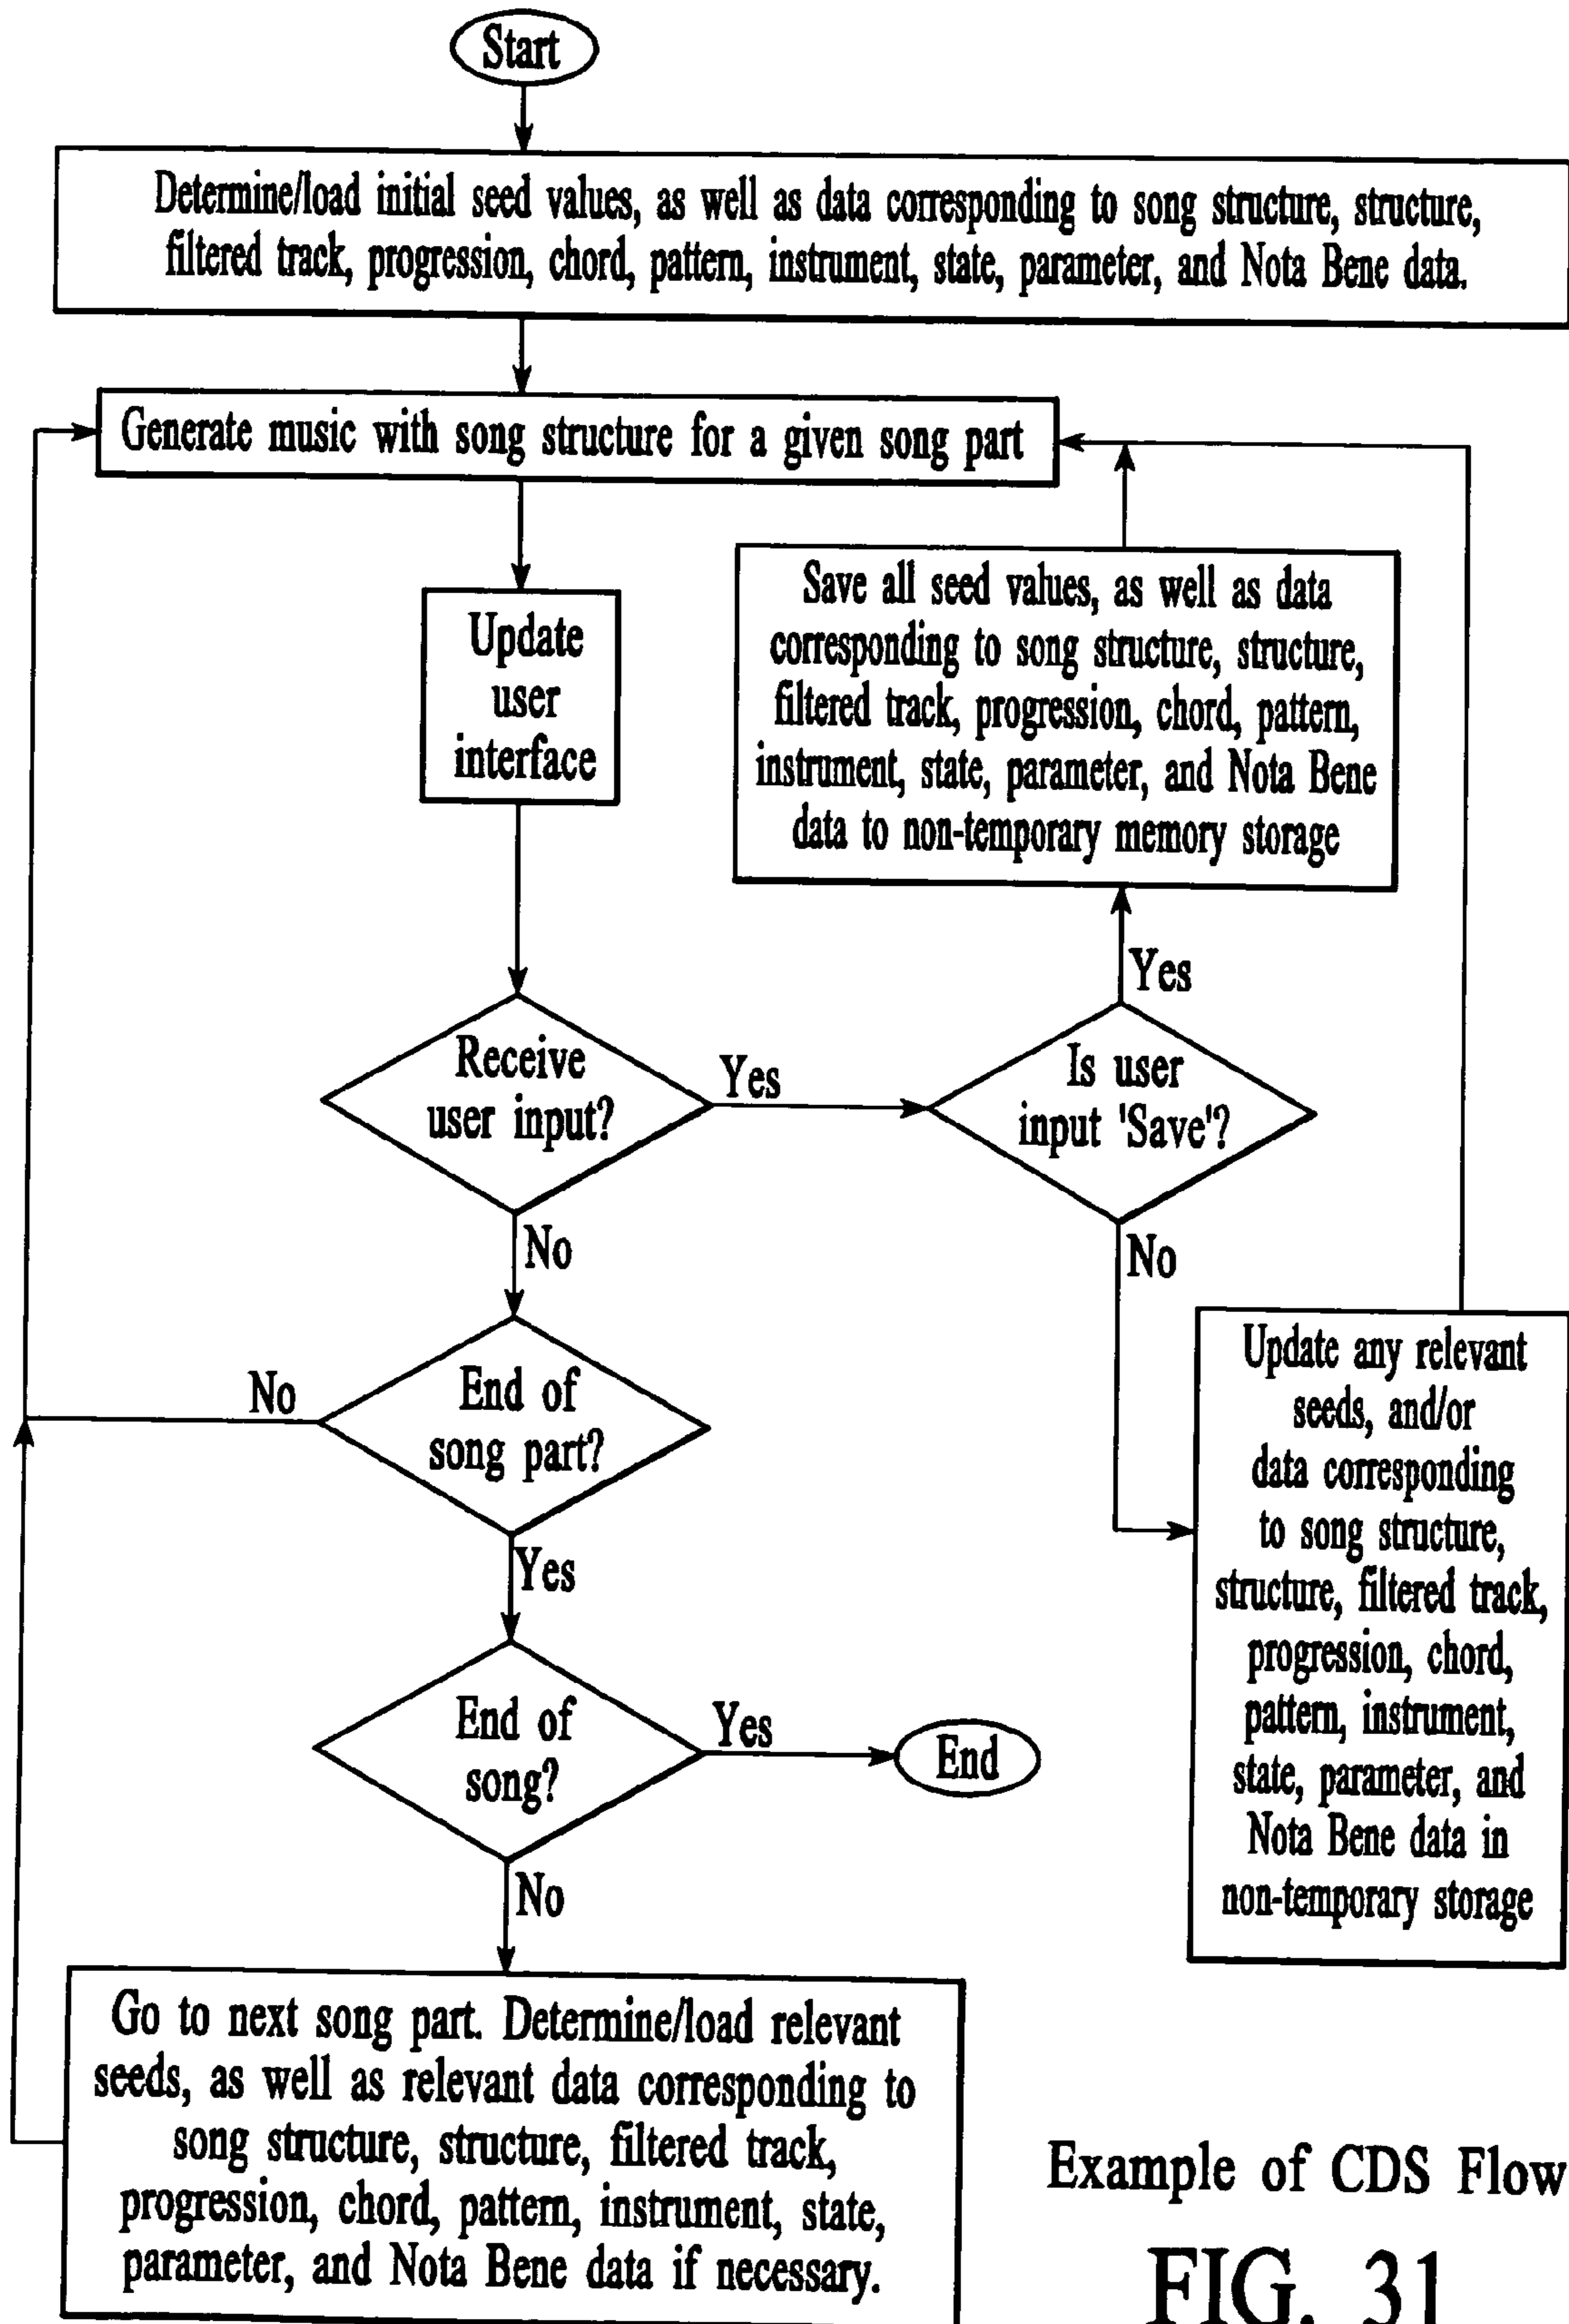 Start
Determine/load initial seed values, as well as data corresponding to song structure, structure,
filtered track, progression, chord, pattern, instrument, state, parameter, and Nota Bene data.
Generate music with song structure for a given song part
Update
user
interface
Save all seed values, as well as data
corresponding to song structure, structure,
filtered track, progression, chord, pattern,
instrument, state, parameter, and Nota Bene
data to non-temporary memory storage
Yes
Receive
user input?
Yes
Is user
input 'Save'?
No
No
End of
song part?
No
Yes
Update any relevant
seeds, and/or
data corresponding
to song structure,
structure, filtered track,
progression, chord,
pattern, instrument,
state, parameter, and
Nota Bene data in
non-temporary storage
End of
song?
Yes
End
No
Go to next song part. Determine/load relevant
seeds, as well as relevant data corresponding to
song structure, structure, filtered track,
progression, chord, pattern, instrument, state,
parameter, and Nota Bene data if necessary.
Example of CDS Flow
FIG. 31